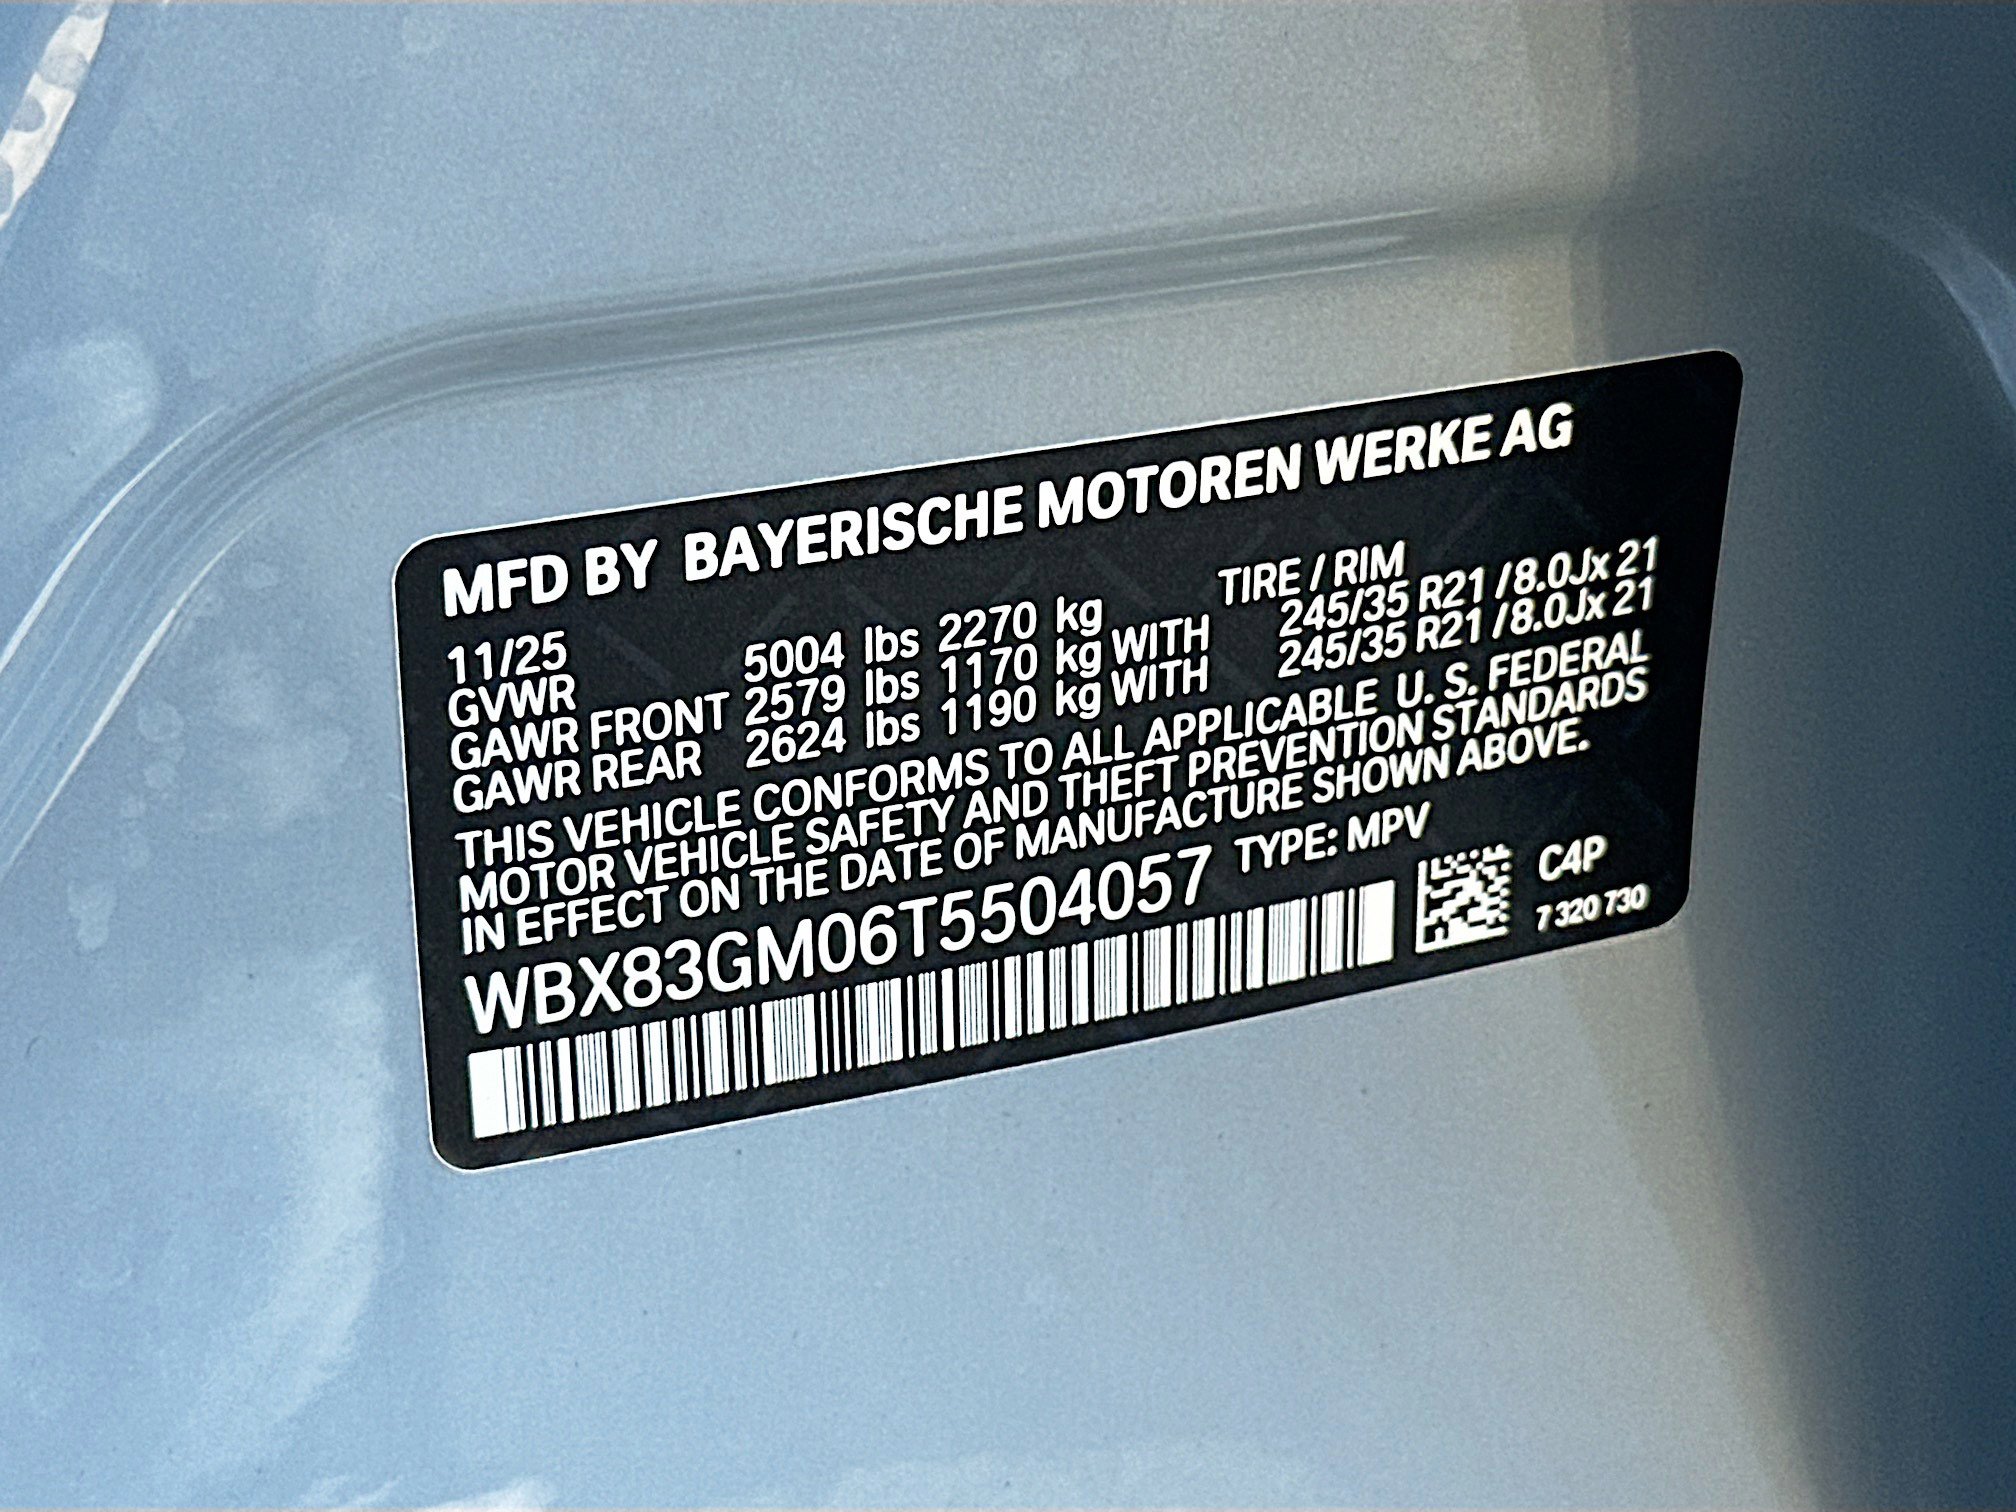 MFD BY BAYERISCHE MOTOREN WERKE AG
TIRE / RIM
11/25
GVWR 5004 lbs 2270 kg
GAWR FRONT 2579 lbs 1170 kg WITH 245/35 R21 / 8.0Jx 21
GAWR REAR 2624 lbs 1190 kg WITH 245/35 R21 / 8.0Jx 21
THIS VEHICLE CONFORMS TO ALL APPLICABLE U. S. FEDERAL
MOTOR VEHICLE SAFETY AND THEFT PREVENTION STANDARDS
IN EFFECT ON THE DATE OF MANUFACTURE SHOWN ABOVE.
WBX83GM06T5504057 TYPE: MPV
C4P
7 320 730